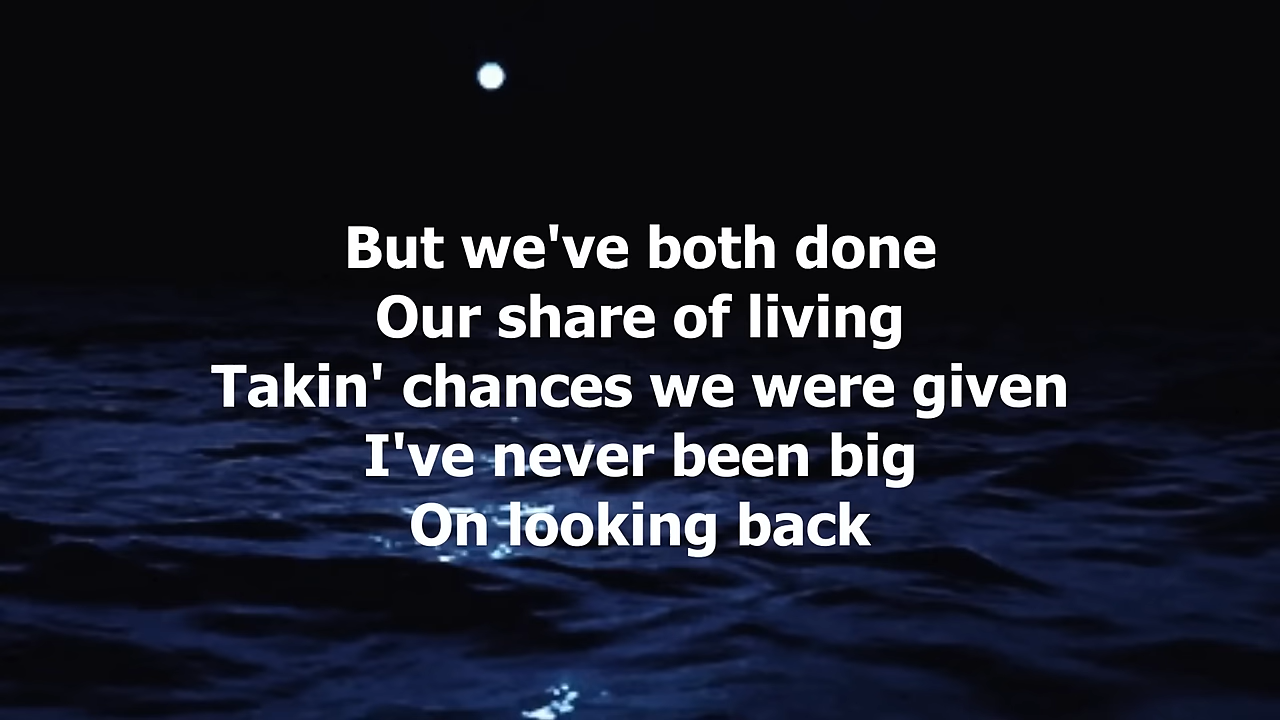 But we've both done
Our share of living
Takin' chances we were given
I've never been big
On looking back